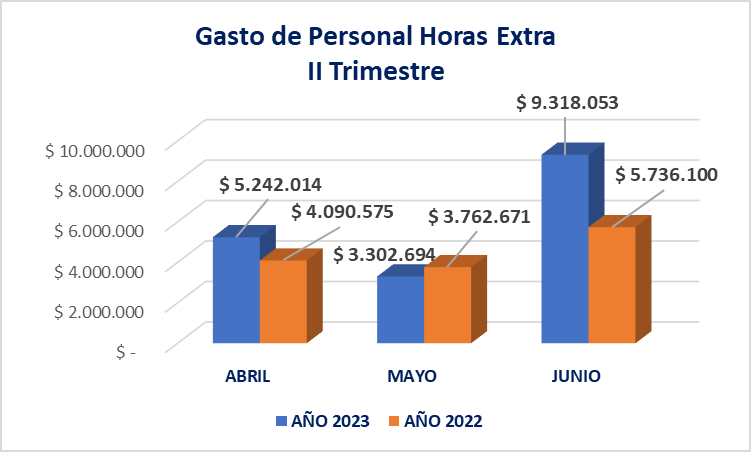 Gasto de Personal Horas Extra
II Trimestre
$ 9.318.053
$ 10.000.000
$ 8.000.000
$ 6.000.000
$ 4.000.000
$ 2.000.000
$ -
$ 5.242.014
$ 4.090.575
$ 3.302.694
$ 3.762.671
$ 5.736.100
ABRIL
MAYO
JUNIO
AÑO 2023
AÑO 2022